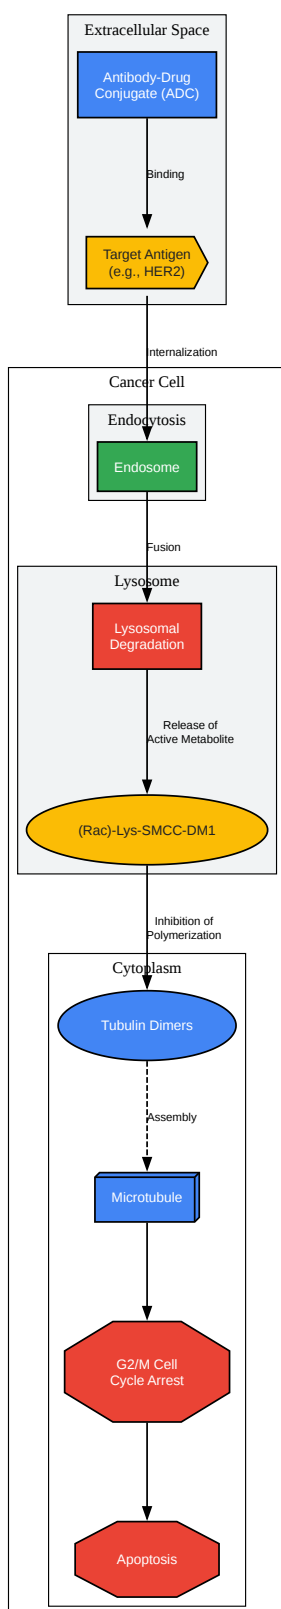 Extracellular Space
Antibody-Drug
Conjugate (ADC)
Binding
Target Antigen
(e.g., HER2)
Internalization
Cancer Cell
Endocytosis
Endosome
Fusion
Lysosome
Lysosomal
Degradation
Release of
Active Metabolite
(Rac)-Lys-SMCC-DM1
Inhibition of
Polymerization
Cytoplasm
Tubulin Dimers
Assembly
Microtubule
G2/M Cell
Cycle Arrest
Apoptosis